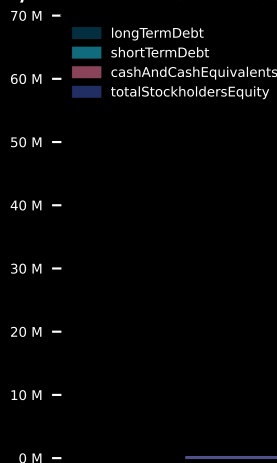 70 M
longTermDebt
shortTermDebt
60 M
cashAndCashEquivalents
totalStockholdersEquity
50 M
40 M
30 M
20 M
10 M
0 M